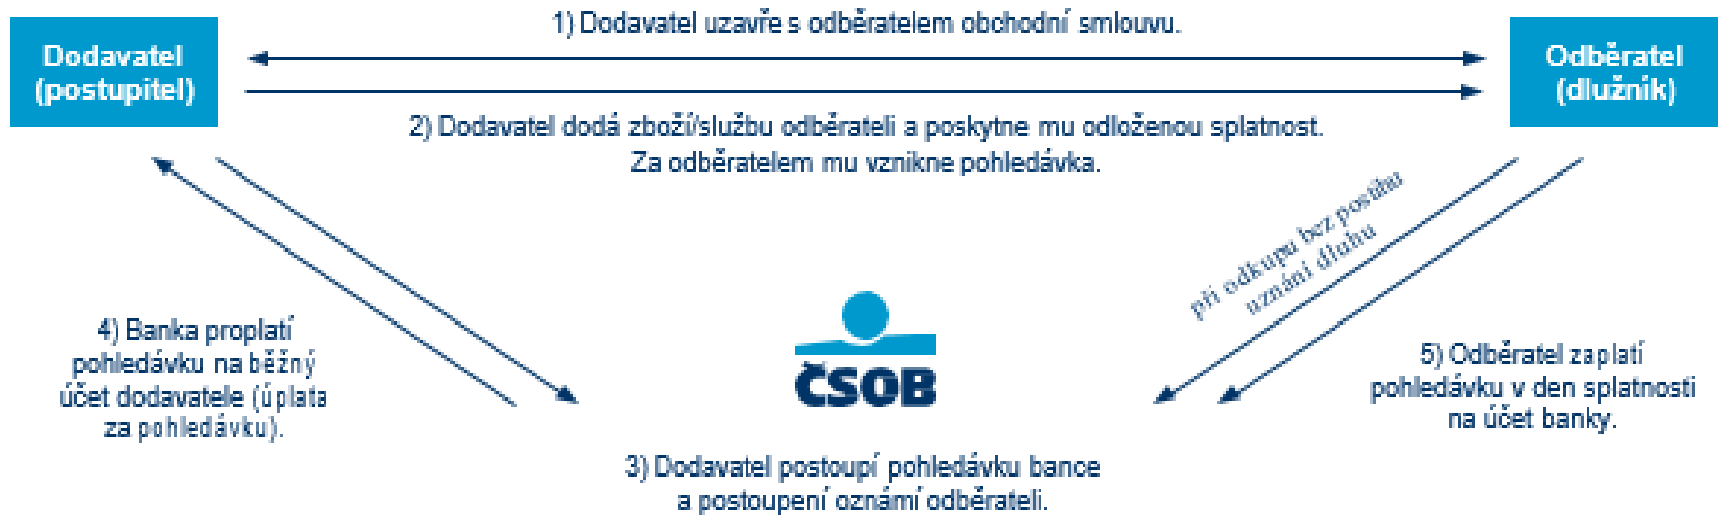 1) Dodavatel uzavře s odběratelem obchodní smlouvu.
Dodavatel
(postupitel)
Odběratel
(dlužník)
2) Dodavatel dodá zboží/službu odběrateli a poskytne mu odloženou splatnost.
Za odběratelem mu vznikne pohledávka.
při odkupu bez postihu
uznání dluhu
4) Banka proplatí
pohledávku na běžný
účet dodavatele (úplata
za pohledávku).
ČSOB
5) Odběratel zaplatí
pohledávku v den splatnosti
na účet banky.
3) Dodavatel postoupí pohledávku bance
a postoupení oznámí odběrateli.